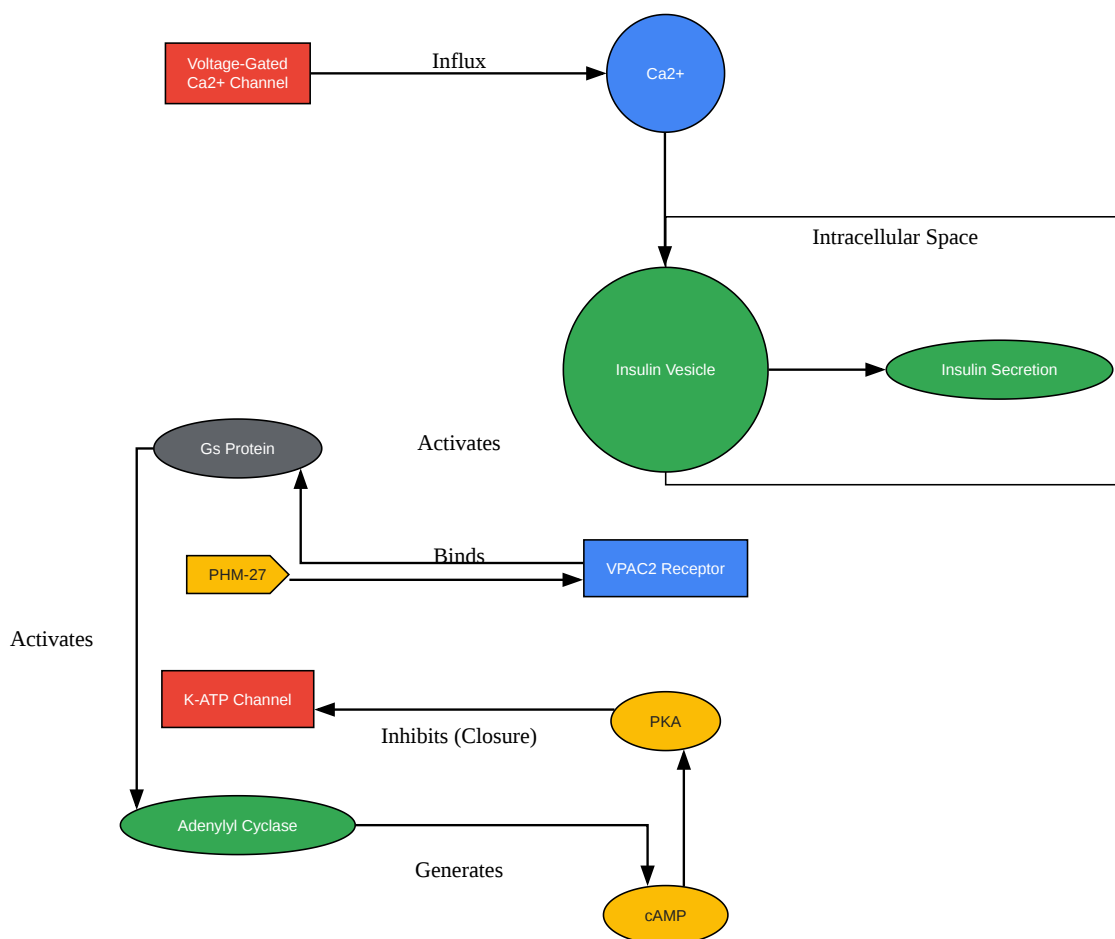 Voltage-Gated
Ca2+ Channel
Influx
Ca2+
Intracellular Space
Insulin Vesicle
Insulin Secretion
Gs Protein
Activates
Binds
PHM-27
VPAC2 Receptor
Activates
K-ATP Channel
PKA
Inhibits (Closure)
Adenylyl Cyclase
Generates
cAMP